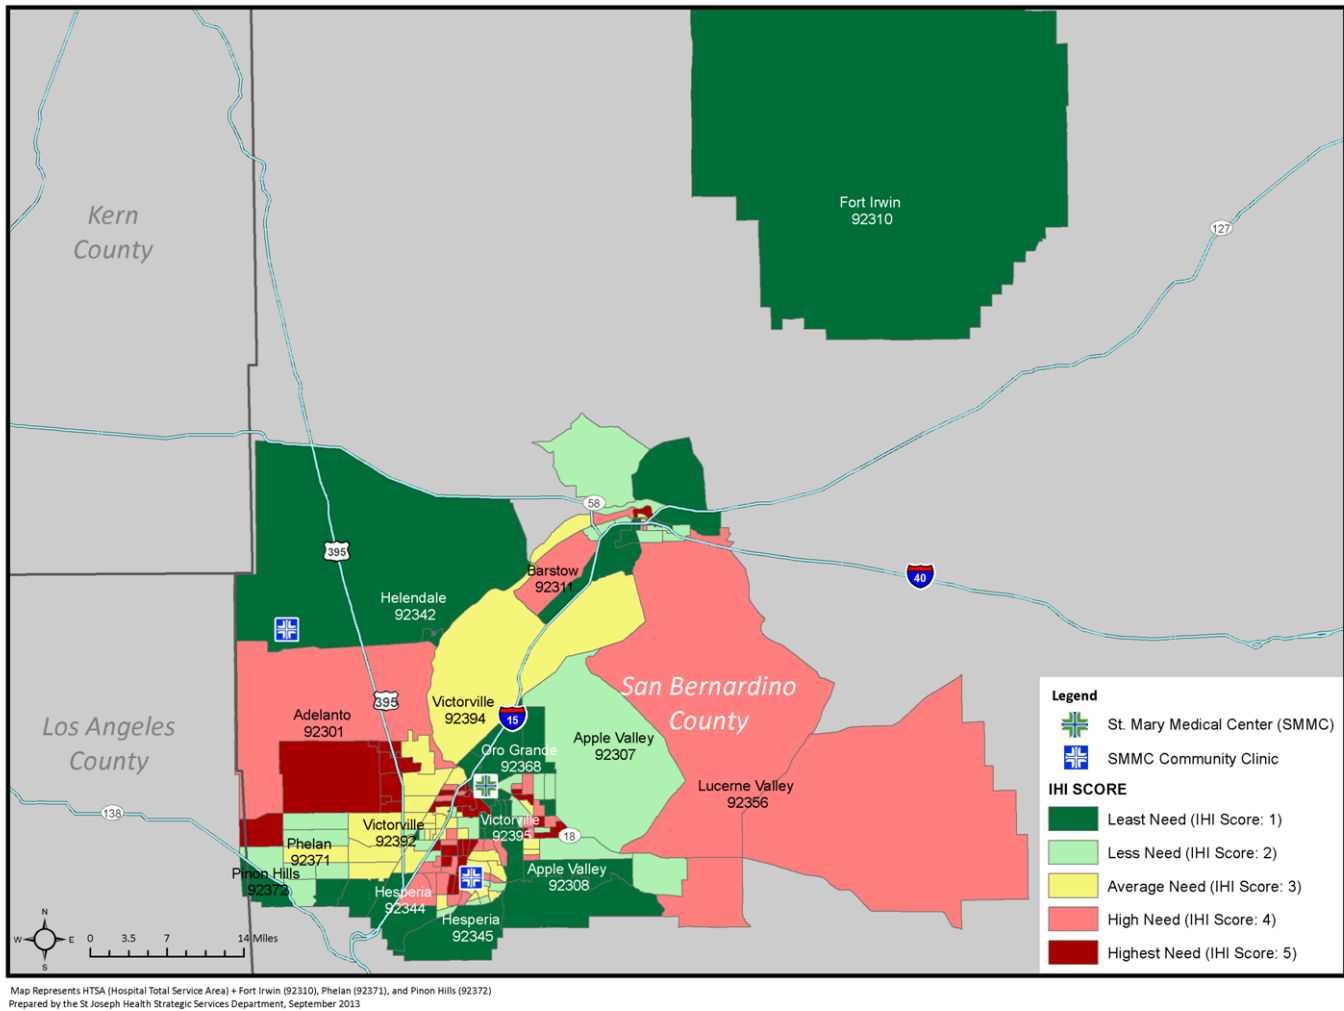 Kern
County
Fort Irwin
92310
127
58
395
Barstow
92311
40
Helendale
92342
395
San Bernardino
County
Victorville
92394
Adelanto
92301
15
Los Angeles
County
Apple Valley
92307
Oro Grande
92368
Lucerne Valley
92356
138
Victorville
92395
Victorville
92392
18
Phelan
92371
Pinon Hills
92372
Apple Valley
92308
Hesperia
92344
Hesperia
92345
N
W
E
S
0 3.5 7 14 Miles
Legend
St. Mary Medical Center (SMMC)
SMMC Community Clinic
IHI SCORE
Least Need (IHI Score: 1)
Less Need (IHI Score: 2)
Average Need (IHI Score: 3)
High Need (IHI Score: 4)
Highest Need (IHI Score: 5)
Map Represents HTSA (Hospital Total Service Area) + Fort Irwin (92310), Phelan (92371), and Pinon Hills (92372)
Prepared by the St Joseph Health Strategic Services Department, September 2013